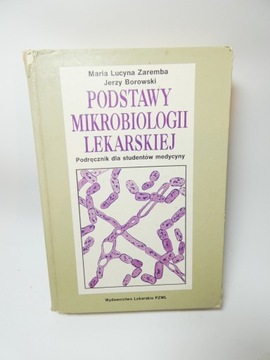 Maria Lucyna Zaremba
Jerzy Borowski
PODSTAWY
MIKROBIOLOGII
LEKARSKIEJ
Podręcznik dla studentów medycyny
Wydawnictwo Lekarskie PZWL